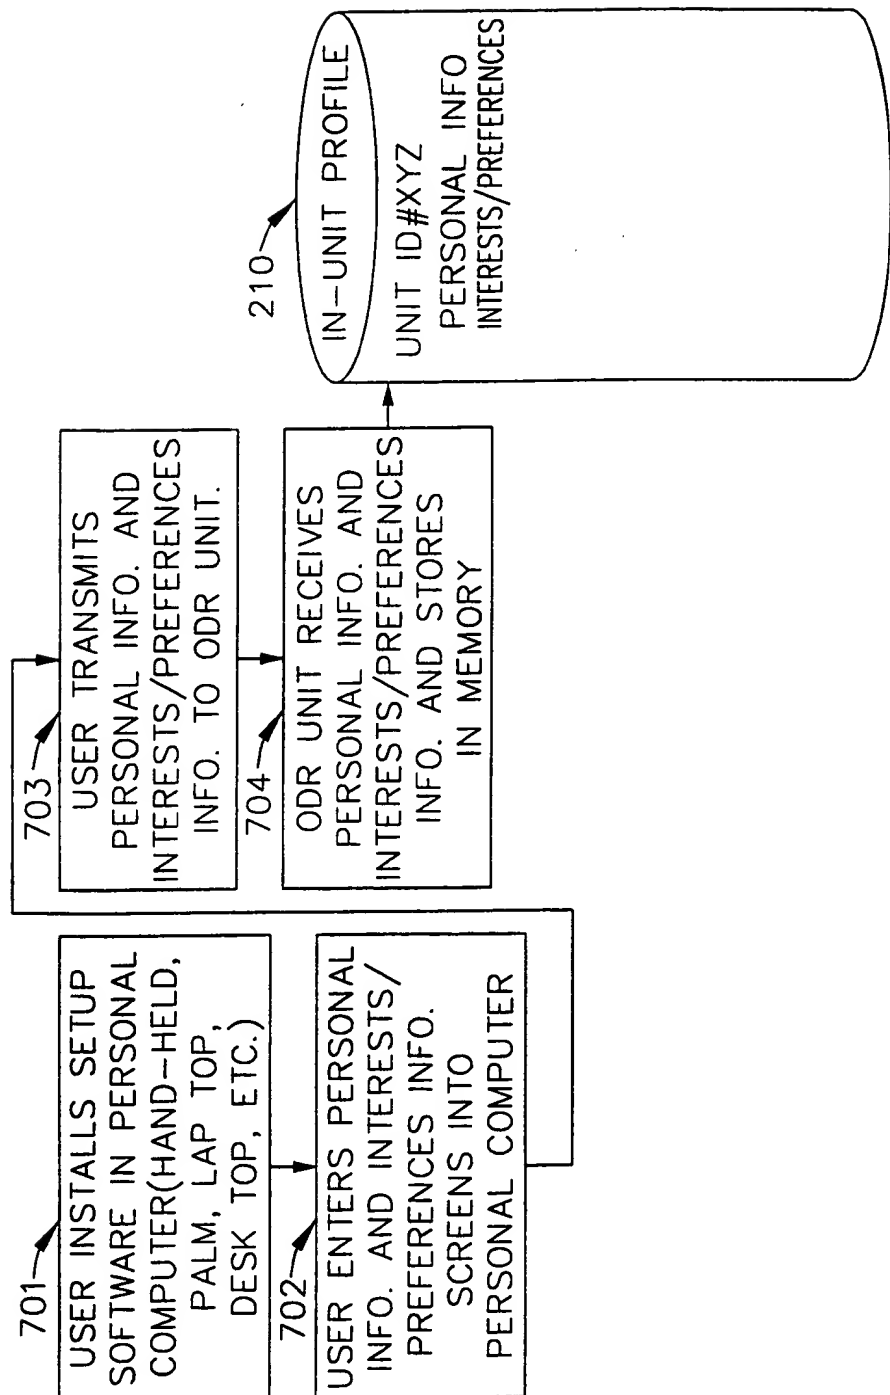 701
USER INSTALLS SETUP
SOFTWARE IN PERSONAL
COMPUTER(HAND-HELD,
PALM, LAP TOP,
DESK TOP, ETC.)
702
USER ENTERS PERSONAL
INFO. AND INTERESTS/
PREFERENCES INFO.
SCREENS INTO
PERSONAL COMPUTER
703
USER TRANSMITS
PERSONAL INFO. AND
INTERESTS/PREFERENCES
INFO. TO ODR UNIT.
704
ODR UNIT RECEIVES
PERSONAL INFO. AND
INTERESTS/PREFERENCES
INFO. AND STORES
IN MEMORY
210
IN-UNIT PROFILE
UNIT ID#XYZ
PERSONAL INFO
INTERESTS/PREFERENCES